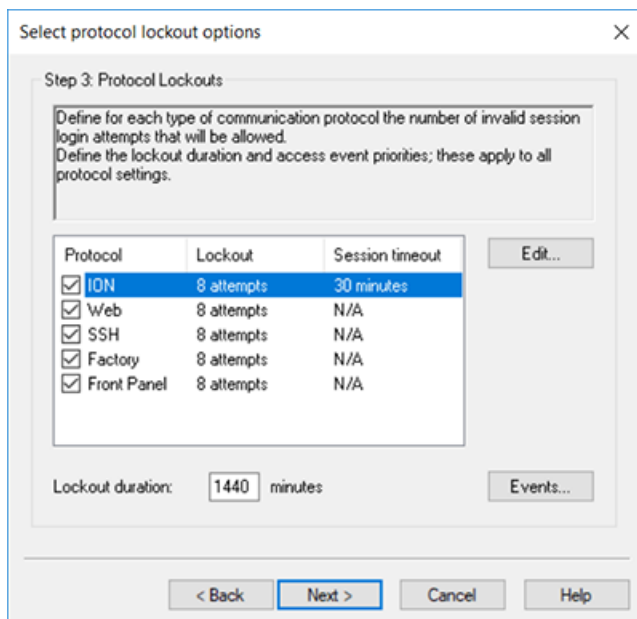 Select protocol lockout options
Step 3: Protocol Lockouts
Define for each type of communication protocol the number of invalid session
login attempts that will be allowed.
Define the lockout duration and access event priorities; these apply to all
protocol settings.
Protocol Lockout Session timeout
ION 8 attempts 30 minutes
Web 8 attempts N/A
SSH 8 attempts N/A
Factory 8 attempts N/A
Front Panel 8 attempts N/A
Edit...
Lockout duration: 1440 minutes
Events...
< Back Next > Cancel Help